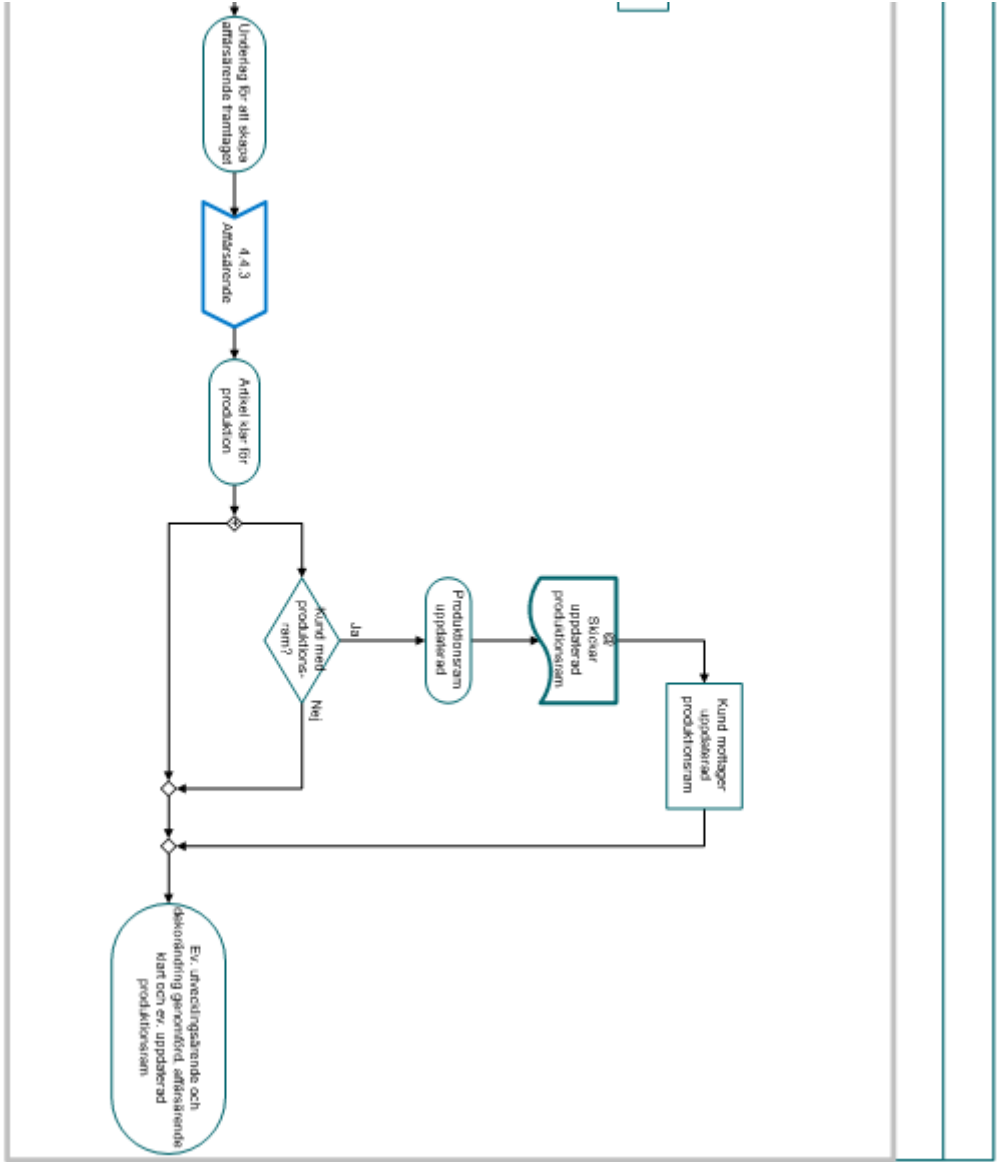 Underlag för att skapa
affärsärende framtaget
4.4.3
Affärsärende
Artikel klar för
produktion
Kund med
produktions-
ram?
Ja
Nej
Produktionsram
uppdaterad
Skickar
uppdaterad
produktionsram
Kund mottager
uppdaterad
produktionsram
Ev. utvecklingsärende och
dekorändring genomförd, affärsärende
klart och ev. uppdaterad
produktionsram